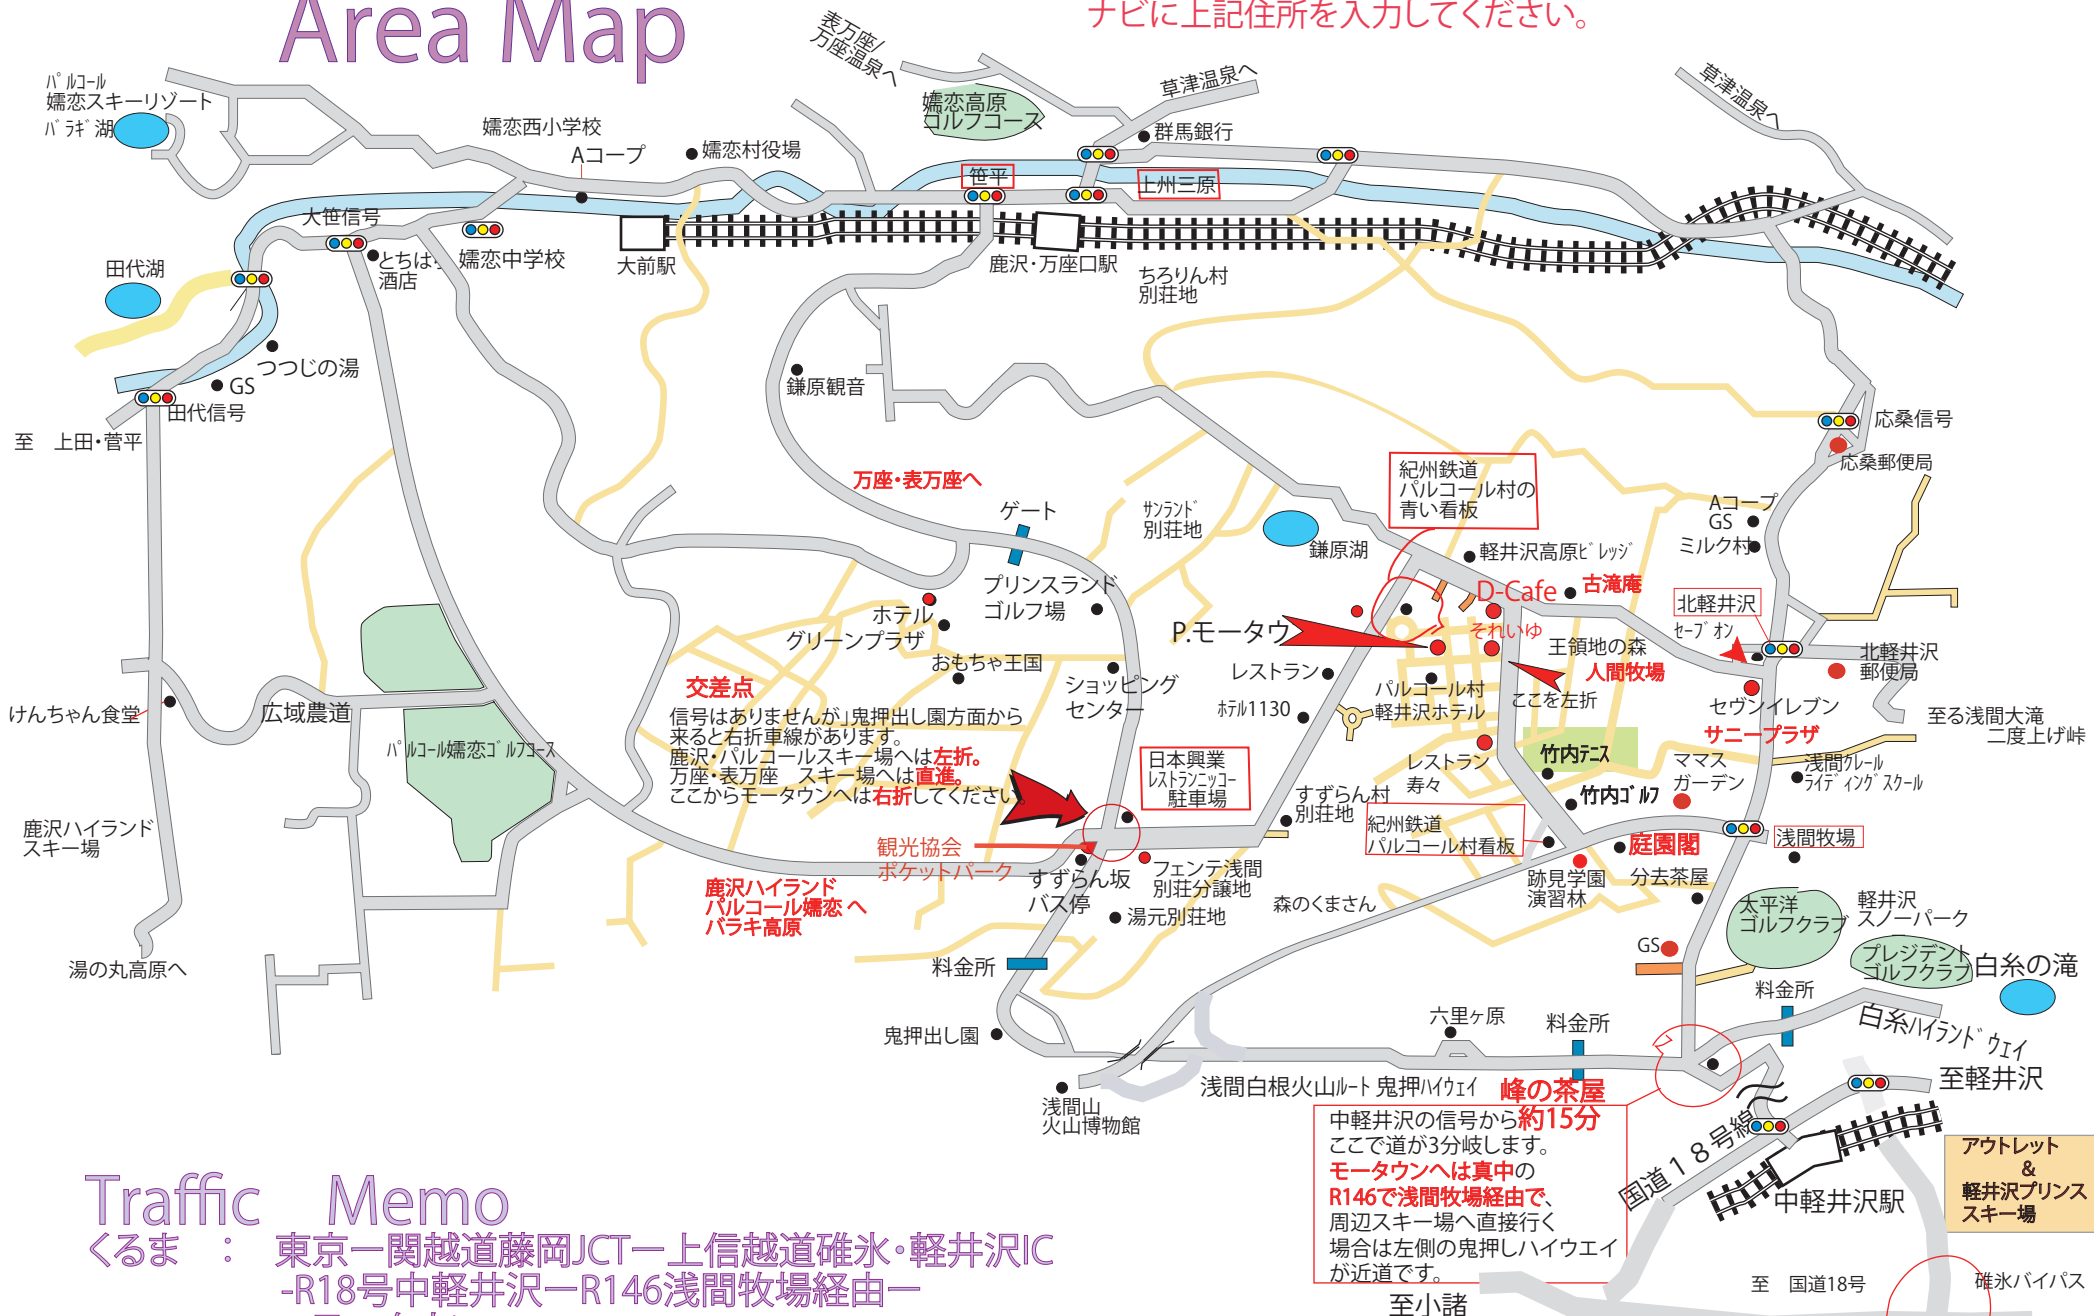 Area Map
ナビに上記住所を入力してください。
表万座/
万座温泉へ
草津温泉へ
草津温泉へ
パルコール
嬬恋スキーリゾート
バラギ湖
嬬恋高原
ゴルフコース
群馬銀行
嬬恋西小学校
Aコープ
嬬恋村役場
笹平
上州三原
大笹信号
とちは
酒店
嬬恋中学校
大前駅
鹿沢・万座口駅
ちろりん村
別荘地
田代湖
つつじの湯
GS
田代信号
至 上田・菅平
鎌原観音
応桑信号
応桑郵便局
万座・表万座へ
ゲート
サンランド
別荘地
鎌原湖
紀州鉄道
パルコール村の
青い看板
Aコープ
GS
ミルク村
軽井沢高原ビレッジ
プリンスランド
ゴルフ場
D-Cafe
古滝庵
北軽井沢
セーブオン
ホテル
グリーンプラザ
P.モータウ
それいゆ
王領地の森
人間牧場
北軽井沢
郵便局
おもちゃ王国
レストラン
ショッピング
センター
ホテル1130
パルコール村
軽井沢ホテル
ここを左折
セヴンイレブン
サニープラザ
至る浅間大滝
二度上げ峠
けんちゃん食堂
広域農道
パルコール嬬恋ゴルフコース
交差点
信号はありませんが」鬼押出し園方面から
来ると右折車線があります。
鹿沢・パルコールスキー場へは左折。
万座・表万座 スキー場へは直進。
ここからモータウンへは右折してください。
日本興業
レストランニッコー
駐車場
レストラン
寿々
竹内テニス
竹内ゴルフ
ママス
ガーデン
浅間クレール
ライディングスクール
すずらん村
別荘地
紀州鉄道
パルコール村看板
庭園閣
浅間牧場
鹿沢ハイランド
スキー場
観光協会
ポケットパーク
すずらん坂
バス停
フェンテ浅間
別荘分譲地
湯元別荘地
鹿沢ハイランド
パルコール嬬恋 へ
バラキ高原
森のくまさん
跡見学園
演習林
分去茶屋
太平洋
ゴルフクラブ
軽井沢
スノーパーク
プレジデント
ゴルフクラブ
白糸の滝
GS
湯の丸高原へ
料金所
鬼押出し園
六里ヶ原
料金所
料金所
白糸ハイランドウェイ
浅間山
火山博物館
浅間白根火山ルート 鬼押ハイウェイ
峰の茶屋
至軽井沢
中軽井沢の信号から約15分
ここで道が3分岐します。
モータウンへは真中の
R146で浅間牧場経由で、
周辺スキー場へ直接行く
場合は左側の鬼押しハイウエイ
が近道です。
国道18号線
中軽井沢駅
アウトレット
&
軽井沢プリンス
スキー場
至小諸
至 国道18号
碓氷バイパス
Traffic Memo
くるま : 東京ー関越道藤岡JCTー上信越道碓氷・軽井沢IC
-R18号中軽井沢ーR146浅間牧場経由ー